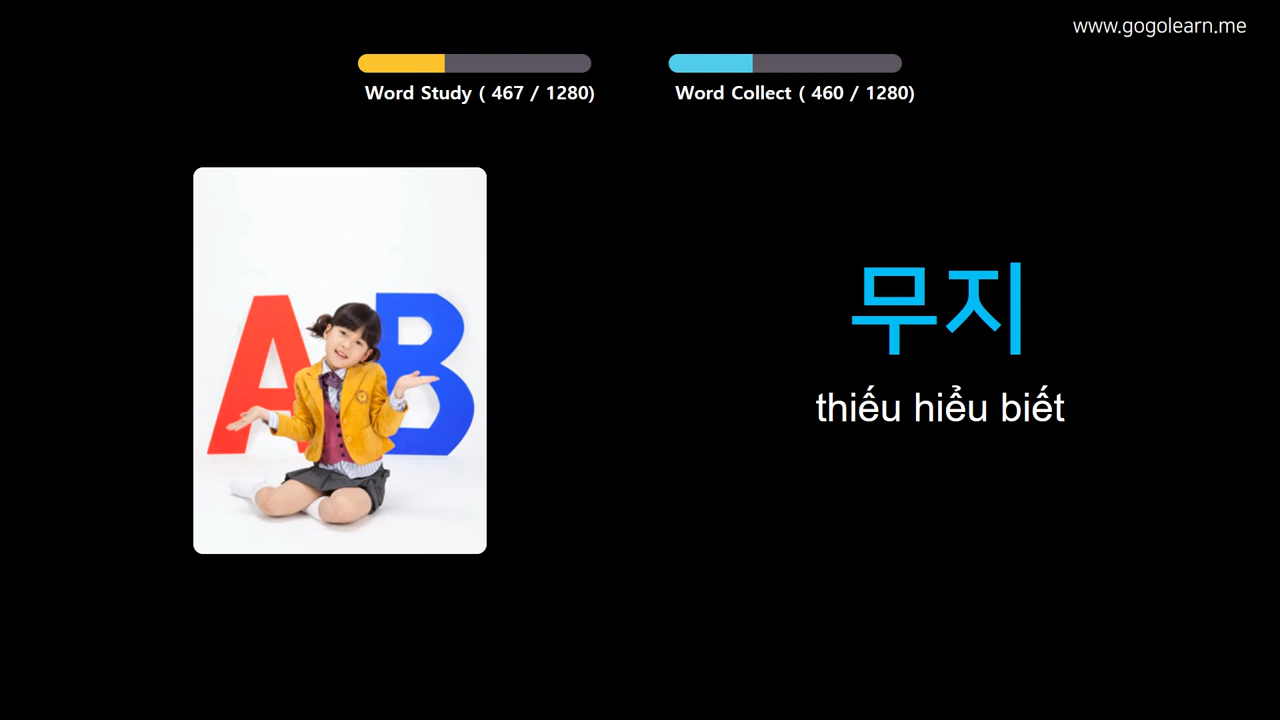 www.gogolearn.me
Word Study ( 467 / 1280)
Word Collect ( 460 / 1280)
A B
무지
thiếu hiểu biết